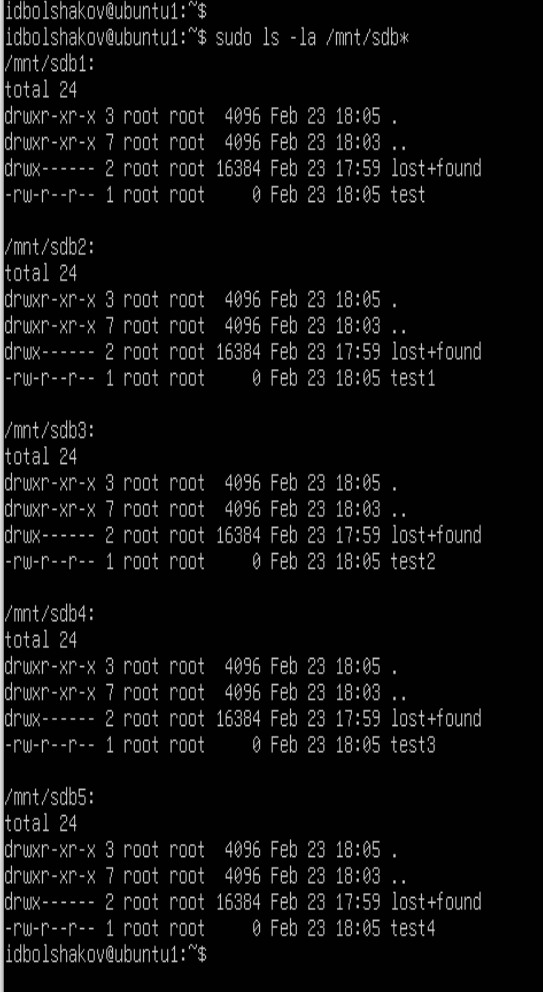 idbolshakov@ubuntu1:~$
idbolshakov@ubuntu1:~$ sudo ls -la /mnt/sdb*
/mnt/sdb1:
total 24
drwxr-xr-x 3 root root  4096 Feb 23 18:05 .
drwxr-xr-x 7 root root  4096 Feb 23 18:03 ..
drwx------ 2 root root 16384 Feb 23 17:59 lost+found
-rw-r--r-- 1 root root     0 Feb 23 18:05 test

/mnt/sdb2:
total 24
drwxr-xr-x 3 root root  4096 Feb 23 18:05 .
drwxr-xr-x 7 root root  4096 Feb 23 18:03 ..
drwx------ 2 root root 16384 Feb 23 17:59 lost+found
-rw-r--r-- 1 root root     0 Feb 23 18:05 test1

/mnt/sdb3:
total 24
drwxr-xr-x 3 root root  4096 Feb 23 18:05 .
drwxr-xr-x 7 root root  4096 Feb 23 18:03 ..
drwx------ 2 root root 16384 Feb 23 17:59 lost+found
-rw-r--r-- 1 root root     0 Feb 23 18:05 test2

/mnt/sdb4:
total 24
drwxr-xr-x 3 root root  4096 Feb 23 18:05 .
drwxr-xr-x 7 root root  4096 Feb 23 18:03 ..
drwx------ 2 root root 16384 Feb 23 17:59 lost+found
-rw-r--r-- 1 root root     0 Feb 23 18:05 test3

/mnt/sdb5:
total 24
drwxr-xr-x 3 root root  4096 Feb 23 18:05 .
drwxr-xr-x 7 root root  4096 Feb 23 18:03 ..
drwx------ 2 root root 16384 Feb 23 17:59 lost+found
-rw-r--r-- 1 root root     0 Feb 23 18:05 test4
idbolshakov@ubuntu1:~$